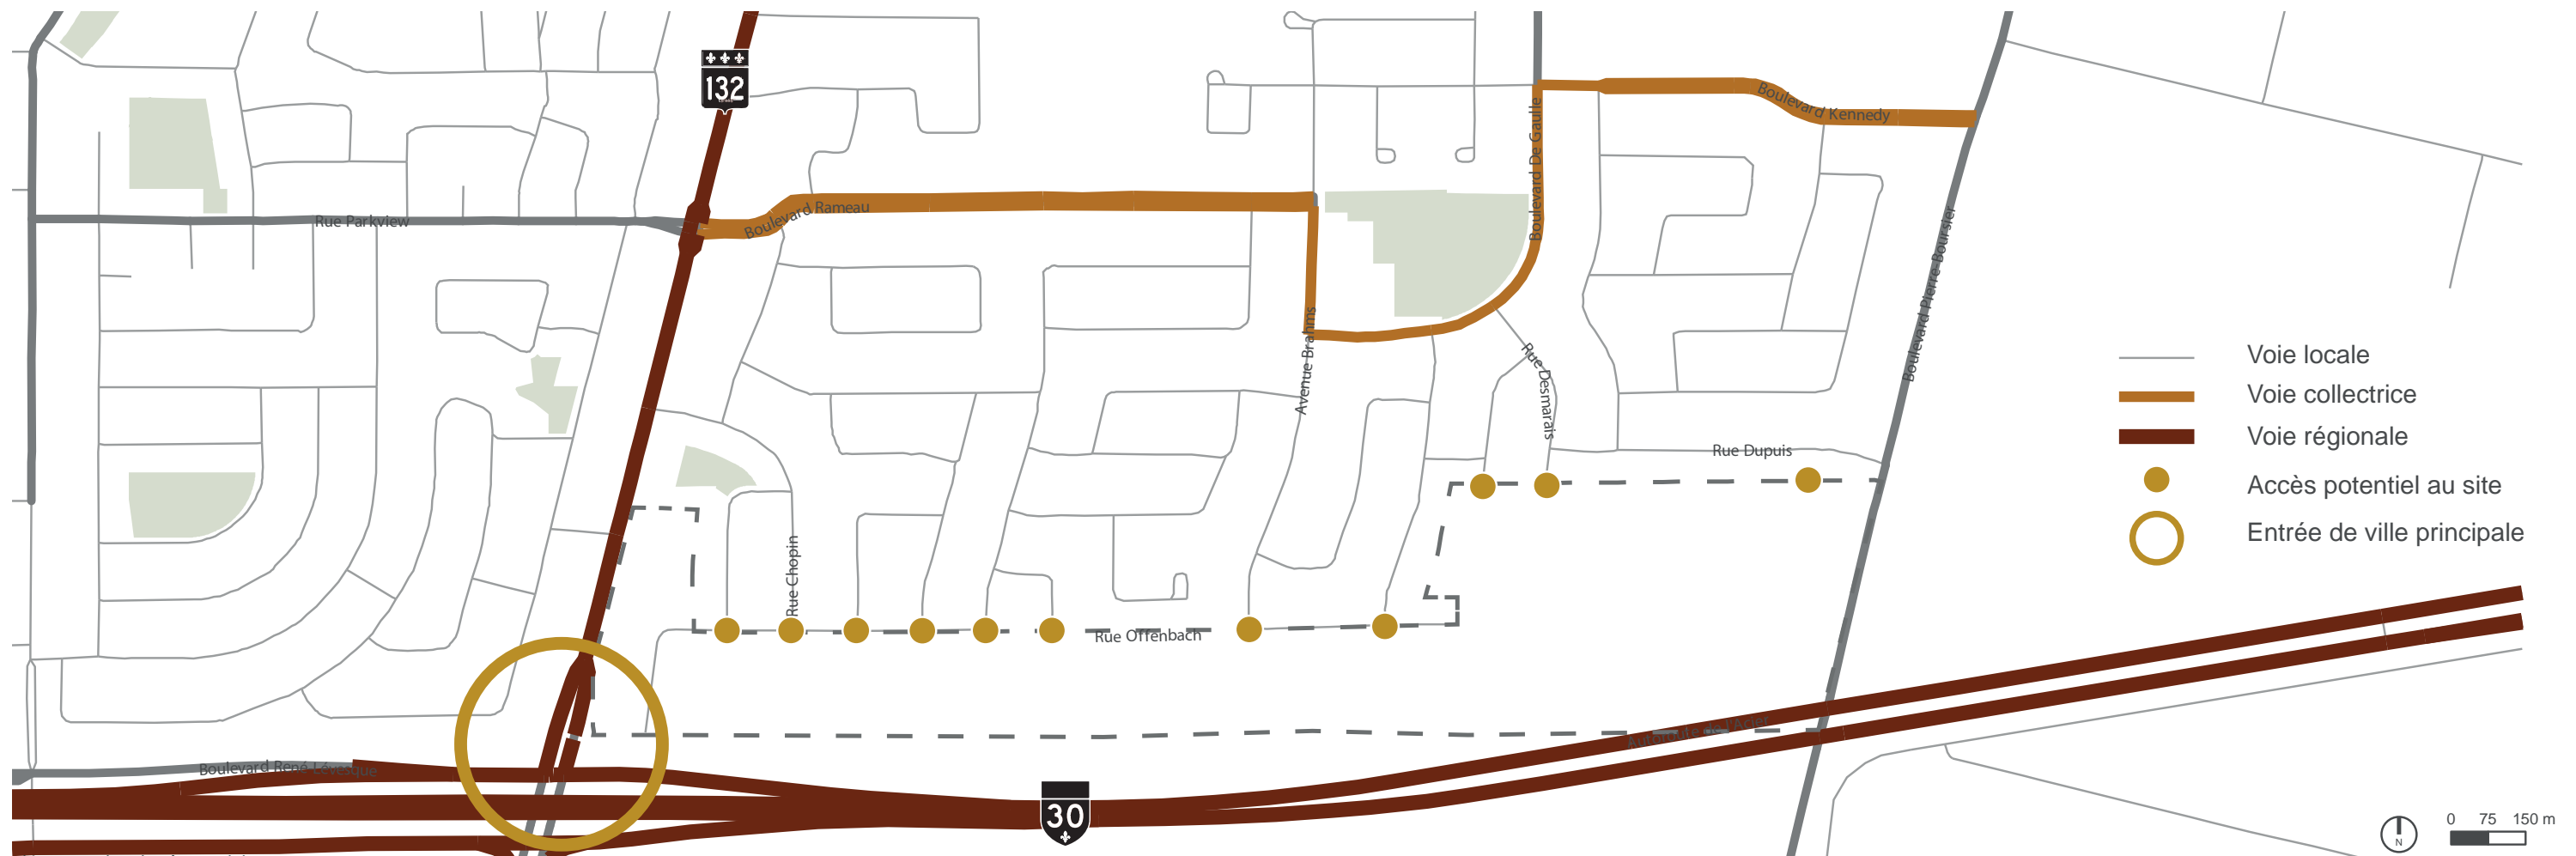 132
Boulevard Kennedy
Boulevard De Gaulle
Rue Parkview
Boulevard Rameau
Boulevard Pierre-Boursier
Avenue Brahms
Rue Desmarais
Rue Dupuis
Rue Chopin
Rue Offenbach
Autoroute de l'Acier
Boulevard René-Lévesque
30
Voie locale
Voie collectrice
Voie régionale
Accès potentiel au site
Entrée de ville principale
N
0 75 150 m